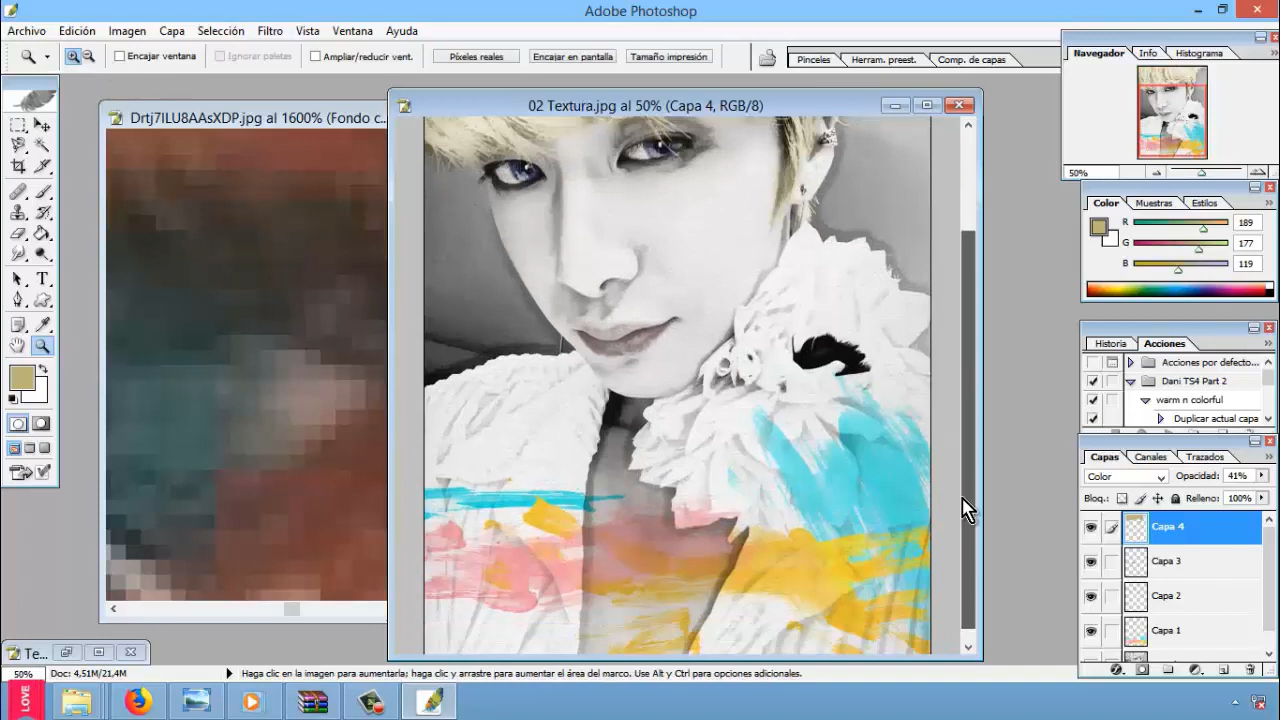 Adobe Photoshop
Archivo Edición Imagen Capa Selección Filtro Vista Ventana Ayuda
Encajar ventana Ignorar paletas Ampliar/reducir vent. Píxeles reales Encajar en pantalla Tamaño impresión Pinceles Herram. preest. Comp. de capas
Navegador Info Histograma
50%
Drtj7ILU8AAsXDP.jpg al 1600% (Fondo c...
02 Textura.jpg al 50% (Capa 4, RGB/8)
Color Muestras Estilos
R 189
G 177
B 119
Historia Acciones
Acciones por defecto...
Dani TS4 Part 2
warm n colorful
Duplicar actual capa
Capas Canales Trazados
Color Opacidad: 41%
Bloq.: Relleno: 100%
Capa 4
Capa 3
Capa 2
Capa 1
Te...
50% Doc: 4,51M/21,4M Haga clic en la imagen para aumentarla; haga clic y arrastre para aumentar el área del marco. Use Alt y Ctrl para opciones adicionales.
LOVE